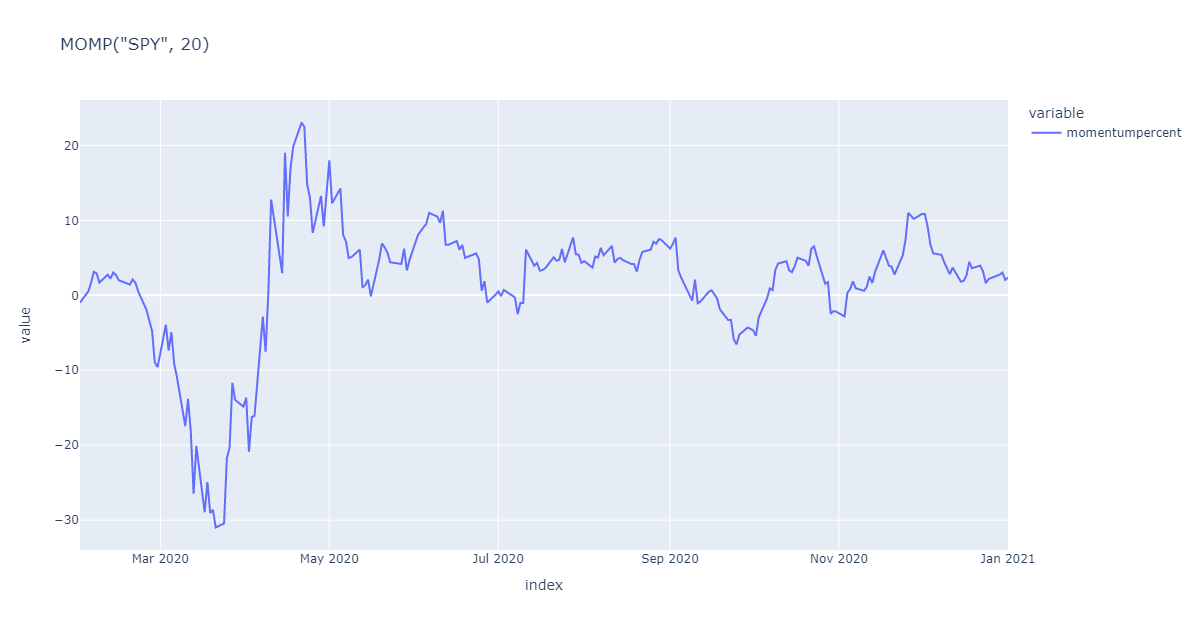 MOMP("SPY", 20)
variable
momentumpercent
20
10
0
−10
−20
−30
value
Mar 2020
May 2020
Jul 2020
Sep 2020
Nov 2020
Jan 2021
index